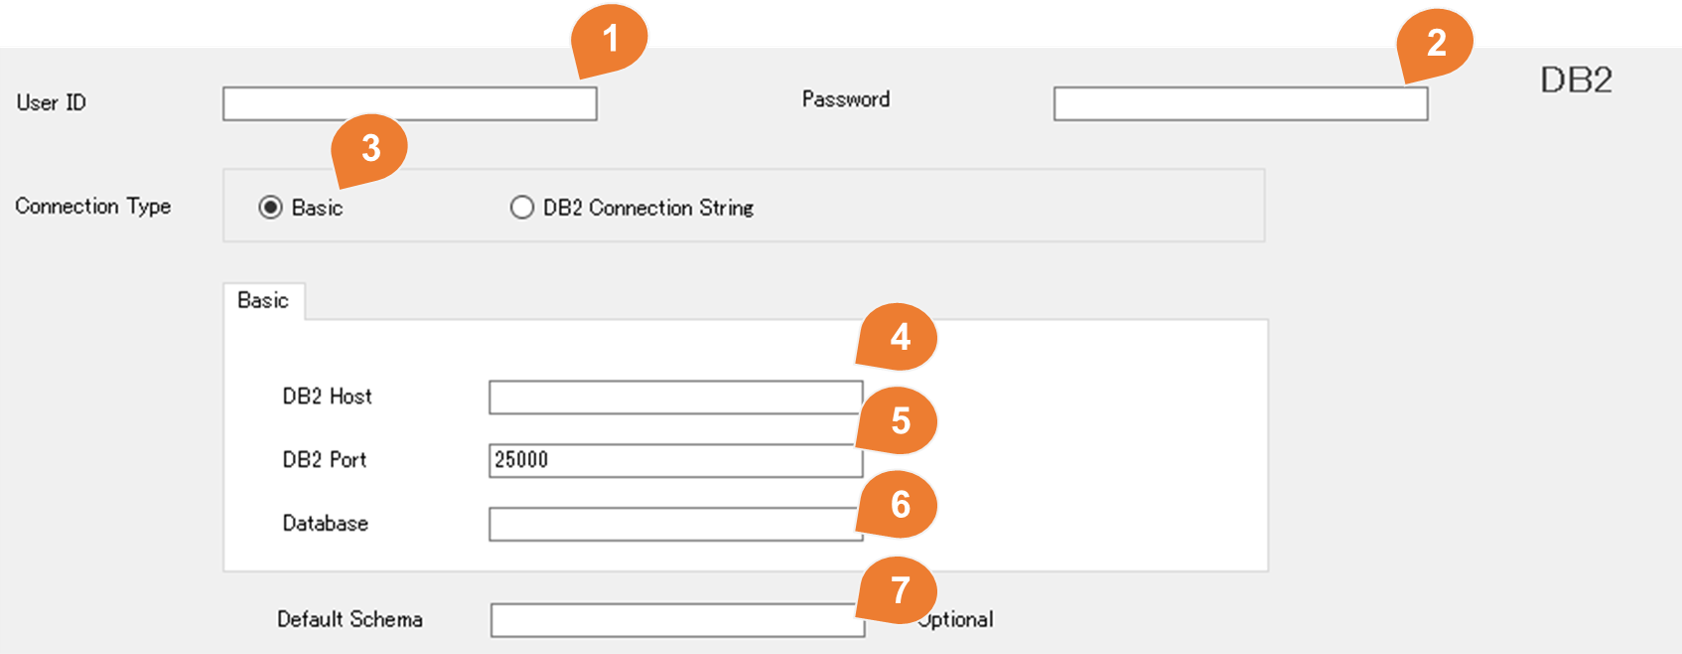 1
2
DB2
User ID
Password
3
Connection Type
Basic
DB2 Connection String
Basic
4
DB2 Host
5
DB2 Port
25000
6
Database
7
Default Schema
Optional